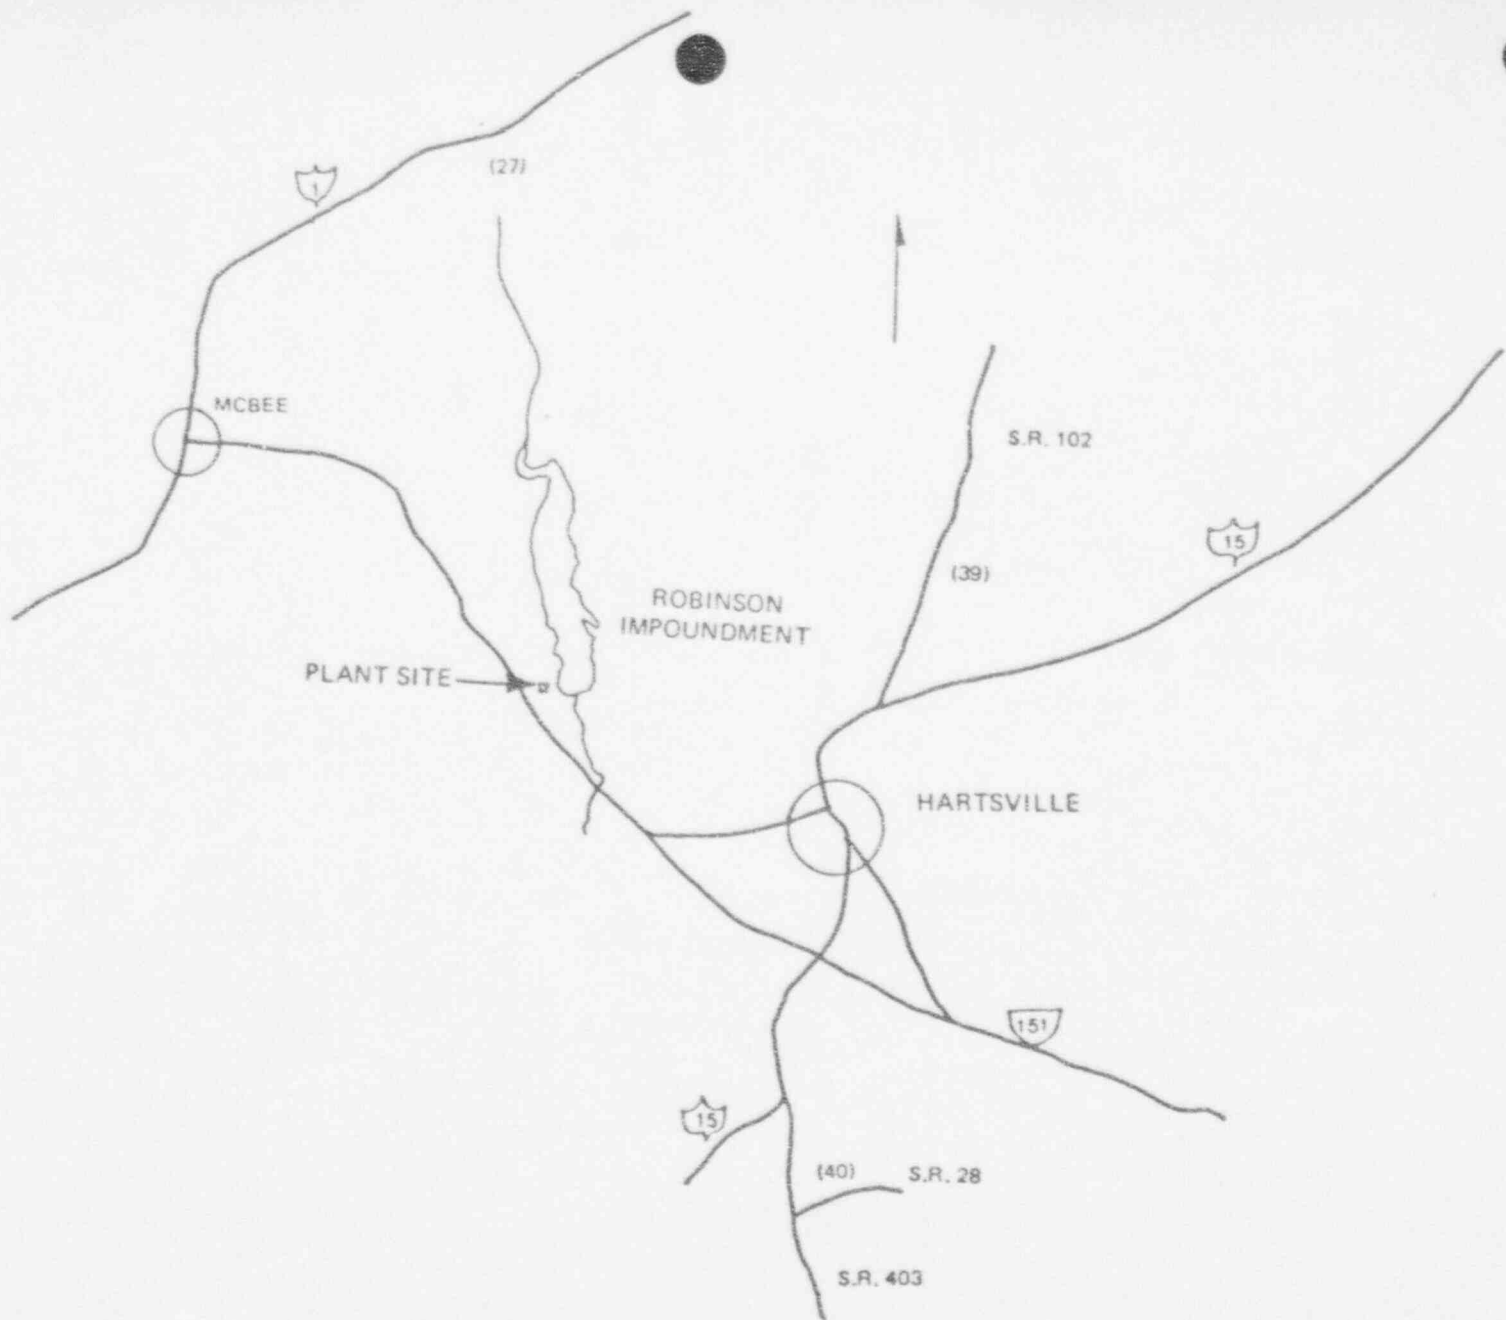 (27)
1
MCBEE
S.R. 102
15
(39)
ROBINSON
IMPOUNDMENT
PLANT SITE
HARTSVILLE
151
15
(40)
S.R. 28
S.R. 403